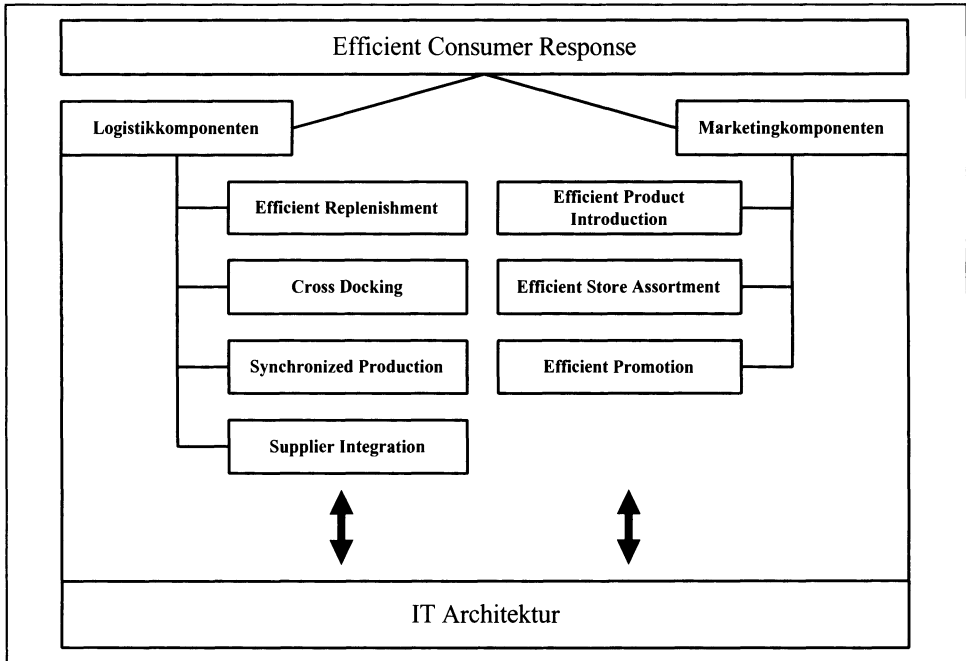 Efficient Consumer Response
Logistikkomponenten
Marketingkomponenten
Efficient Replenishment
Efficient Product
Introduction
Cross Docking
Efficient Store Assortment
Synchronized Production
Efficient Promotion
Supplier Integration
IT Architektur